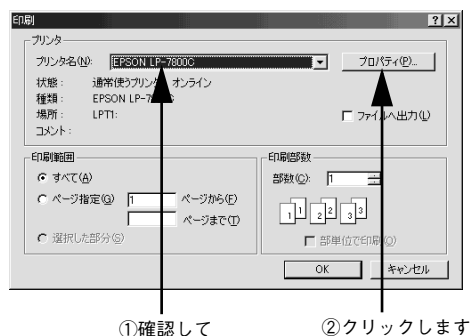 印刷
プリンタ
プリンタ名(N): EPSON LP-7800C プロパティ(P)...
状態: 通常使うプリンタ オンライン
種類: EPSON LP-7 C
場所: LPT1: ファイルへ出力(L)
コメント:
印刷範囲
すべて(A)
ページ指定(G) 1 ページから(F)
ページまで(T)
選択した部分(S)
印刷部数
部数(C): 1
1 1 2 2 3 3
部単位で印刷(O)
OK キャンセル
①確認して ②クリックします